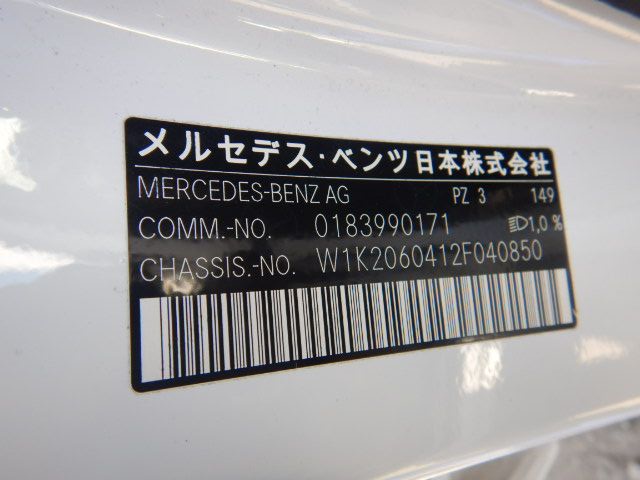 メルセデス・ベンツ日本株式会社
MERCEDES-BENZ AG PZ 3 149
COMM.-NO. 0183990171 1,0 %
CHASSIS.-NO. W1K2060412F040850